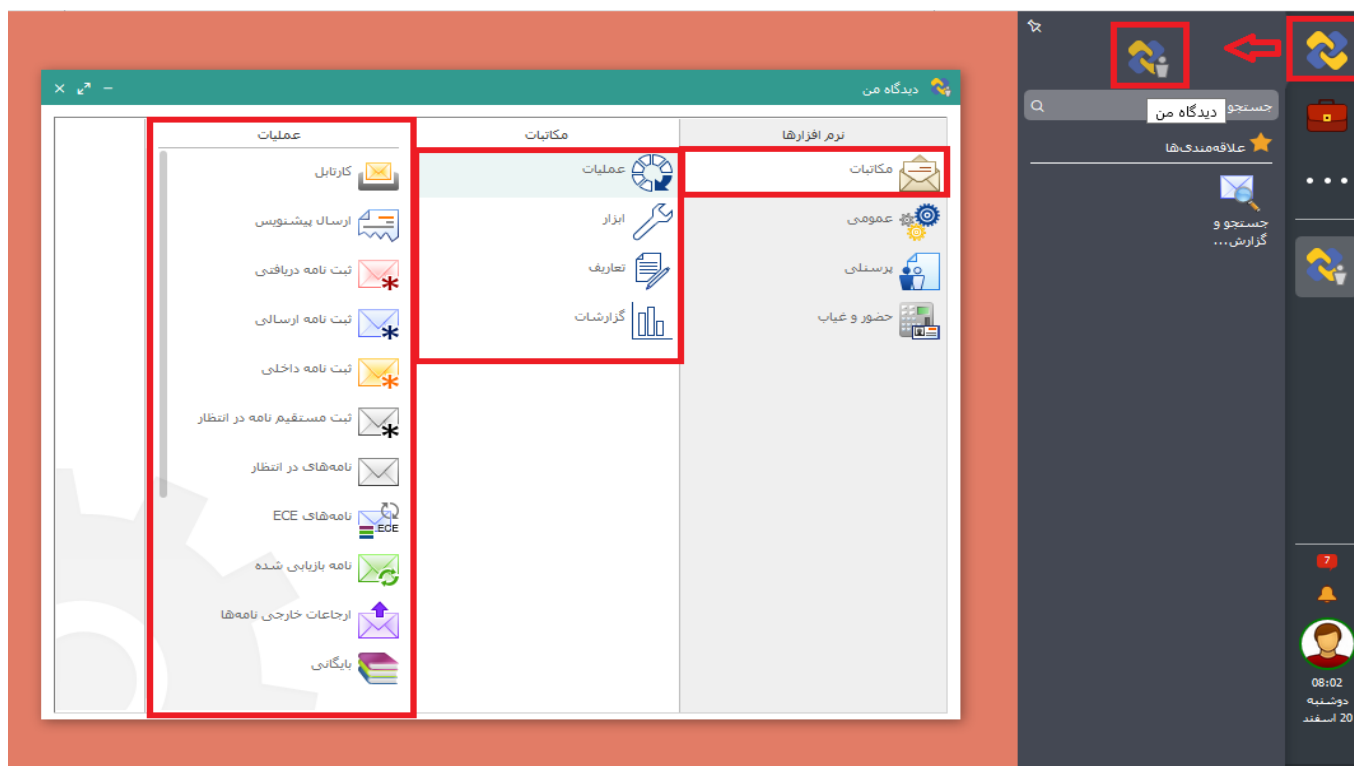 دیدگاه من
نرم افزارها
مکاتبات
عمومی
پرسنلی
حضور و غیاب
مکاتبات
عملیات
ابزار
تعاریف
گزارشات
عملیات
کارتابل
ارسال پیشنویس
ثبت نامه دریافتی
ثبت نامه ارسالی
ثبت نامه داخلی
ثبت مستقیم نامه در انتظار
نامه‌های در انتظار
نامه‌های ECE
ECE
نامه بازیابی شده
ارجاعات خارجی نامه‌ها
بایگانی
جستجو
دیدگاه من
علاقه‌مندی‌ها
جستجو و
گزارش...
7
08:02
دوشنبه
20 اسفند